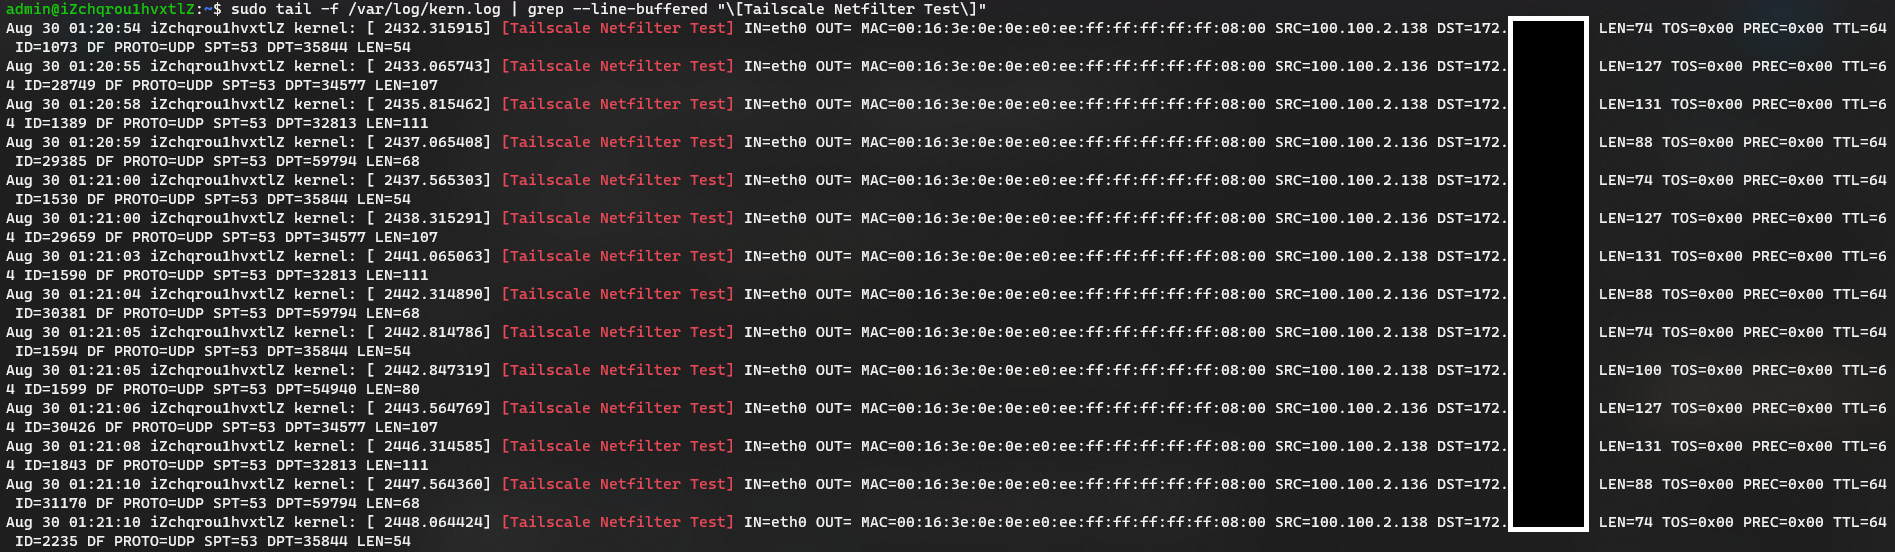 admin@iZchqrou1hvxtlZ:~$ sudo tail -f /var/log/kern.log | grep --line-buffered "\[Tailscale Netfilter Test\]"
Aug 30 01:20:54 iZchqrou1hvxtlZ kernel: [ 2432.315915] [Tailscale Netfilter Test] IN=eth0 OUT= MAC=00:16:3e:0e:0e:e0:ee:ff:ff:ff:ff:ff:08:00 SRC=100.100.2.138 DST=172. LEN=74 TOS=0x00 PREC=0x00 TTL=64
ID=1073 DF PROTO=UDP SPT=53 DPT=35844 LEN=54
Aug 30 01:20:55 iZchqrou1hvxtlZ kernel: [ 2433.065743] [Tailscale Netfilter Test] IN=eth0 OUT= MAC=00:16:3e:0e:0e:e0:ee:ff:ff:ff:ff:ff:08:00 SRC=100.100.2.136 DST=172. LEN=127 TOS=0x00 PREC=0x00 TTL=6
4 ID=28749 DF PROTO=UDP SPT=53 DPT=34577 LEN=107
Aug 30 01:20:58 iZchqrou1hvxtlZ kernel: [ 2435.815462] [Tailscale Netfilter Test] IN=eth0 OUT= MAC=00:16:3e:0e:0e:e0:ee:ff:ff:ff:ff:ff:08:00 SRC=100.100.2.138 DST=172. LEN=131 TOS=0x00 PREC=0x00 TTL=6
4 ID=1389 DF PROTO=UDP SPT=53 DPT=32813 LEN=111
Aug 30 01:20:59 iZchqrou1hvxtlZ kernel: [ 2437.065408] [Tailscale Netfilter Test] IN=eth0 OUT= MAC=00:16:3e:0e:0e:e0:ee:ff:ff:ff:ff:ff:08:00 SRC=100.100.2.136 DST=172. LEN=88 TOS=0x00 PREC=0x00 TTL=64
ID=29385 DF PROTO=UDP SPT=53 DPT=59794 LEN=68
Aug 30 01:21:00 iZchqrou1hvxtlZ kernel: [ 2437.565303] [Tailscale Netfilter Test] IN=eth0 OUT= MAC=00:16:3e:0e:0e:e0:ee:ff:ff:ff:ff:ff:08:00 SRC=100.100.2.138 DST=172. LEN=74 TOS=0x00 PREC=0x00 TTL=64
ID=1530 DF PROTO=UDP SPT=53 DPT=35844 LEN=54
Aug 30 01:21:00 iZchqrou1hvxtlZ kernel: [ 2438.315291] [Tailscale Netfilter Test] IN=eth0 OUT= MAC=00:16:3e:0e:0e:e0:ee:ff:ff:ff:ff:ff:08:00 SRC=100.100.2.136 DST=172. LEN=127 TOS=0x00 PREC=0x00 TTL=6
4 ID=29659 DF PROTO=UDP SPT=53 DPT=34577 LEN=107
Aug 30 01:21:03 iZchqrou1hvxtlZ kernel: [ 2441.065063] [Tailscale Netfilter Test] IN=eth0 OUT= MAC=00:16:3e:0e:0e:e0:ee:ff:ff:ff:ff:ff:08:00 SRC=100.100.2.138 DST=172. LEN=131 TOS=0x00 PREC=0x00 TTL=6
4 ID=1590 DF PROTO=UDP SPT=53 DPT=32813 LEN=111
Aug 30 01:21:04 iZchqrou1hvxtlZ kernel: [ 2442.314890] [Tailscale Netfilter Test] IN=eth0 OUT= MAC=00:16:3e:0e:0e:e0:ee:ff:ff:ff:ff:ff:08:00 SRC=100.100.2.136 DST=172. LEN=88 TOS=0x00 PREC=0x00 TTL=64
ID=30381 DF PROTO=UDP SPT=53 DPT=59794 LEN=68
Aug 30 01:21:05 iZchqrou1hvxtlZ kernel: [ 2442.814786] [Tailscale Netfilter Test] IN=eth0 OUT= MAC=00:16:3e:0e:0e:e0:ee:ff:ff:ff:ff:ff:08:00 SRC=100.100.2.138 DST=172. LEN=74 TOS=0x00 PREC=0x00 TTL=64
ID=1594 DF PROTO=UDP SPT=53 DPT=35844 LEN=54
Aug 30 01:21:05 iZchqrou1hvxtlZ kernel: [ 2442.847319] [Tailscale Netfilter Test] IN=eth0 OUT= MAC=00:16:3e:0e:0e:e0:ee:ff:ff:ff:ff:ff:08:00 SRC=100.100.2.138 DST=172. LEN=100 TOS=0x00 PREC=0x00 TTL=6
4 ID=1599 DF PROTO=UDP SPT=53 DPT=54940 LEN=80
Aug 30 01:21:06 iZchqrou1hvxtlZ kernel: [ 2443.564769] [Tailscale Netfilter Test] IN=eth0 OUT= MAC=00:16:3e:0e:0e:e0:ee:ff:ff:ff:ff:ff:08:00 SRC=100.100.2.136 DST=172. LEN=127 TOS=0x00 PREC=0x00 TTL=6
4 ID=30426 DF PROTO=UDP SPT=53 DPT=34577 LEN=107
Aug 30 01:21:08 iZchqrou1hvxtlZ kernel: [ 2446.314585] [Tailscale Netfilter Test] IN=eth0 OUT= MAC=00:16:3e:0e:0e:e0:ee:ff:ff:ff:ff:ff:08:00 SRC=100.100.2.138 DST=172. LEN=131 TOS=0x00 PREC=0x00 TTL=6
4 ID=1843 DF PROTO=UDP SPT=53 DPT=32813 LEN=111
Aug 30 01:21:10 iZchqrou1hvxtlZ kernel: [ 2447.564360] [Tailscale Netfilter Test] IN=eth0 OUT= MAC=00:16:3e:0e:0e:e0:ee:ff:ff:ff:ff:ff:08:00 SRC=100.100.2.136 DST=172. LEN=88 TOS=0x00 PREC=0x00 TTL=64
ID=31170 DF PROTO=UDP SPT=53 DPT=59794 LEN=68
Aug 30 01:21:10 iZchqrou1hvxtlZ kernel: [ 2448.064424] [Tailscale Netfilter Test] IN=eth0 OUT= MAC=00:16:3e:0e:0e:e0:ee:ff:ff:ff:ff:ff:08:00 SRC=100.100.2.138 DST=172. LEN=74 TOS=0x00 PREC=0x00 TTL=64
ID=2235 DF PROTO=UDP SPT=53 DPT=35844 LEN=54